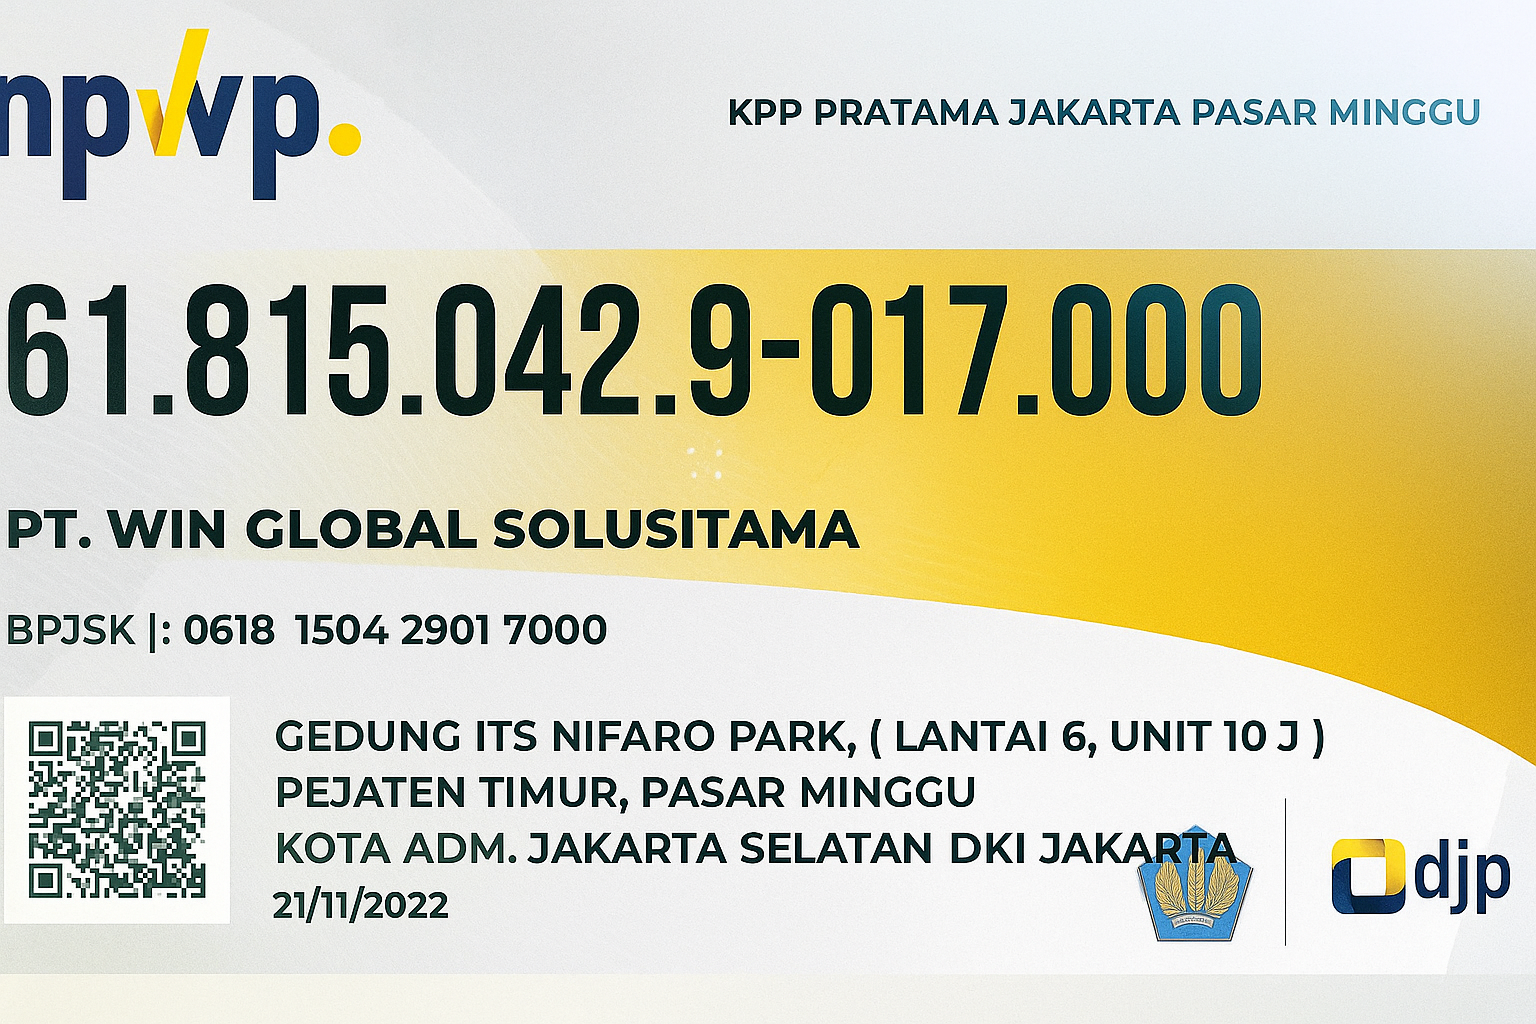 npwp.
KPP PRATAMA JAKARTA PASAR MINGGU
61.815.042.9-017.000
PT. WIN GLOBAL SOLUSITAMA
BPJSK |: 0618 1504 2901 7000
GEDUNG ITS NIFARO PARK, ( LANTAI 6, UNIT 10 J )
PEJATEN TIMUR, PASAR MINGGU
KOTA ADM. JAKARTA SELATAN DKI JAKARTA
21/11/2022
djp